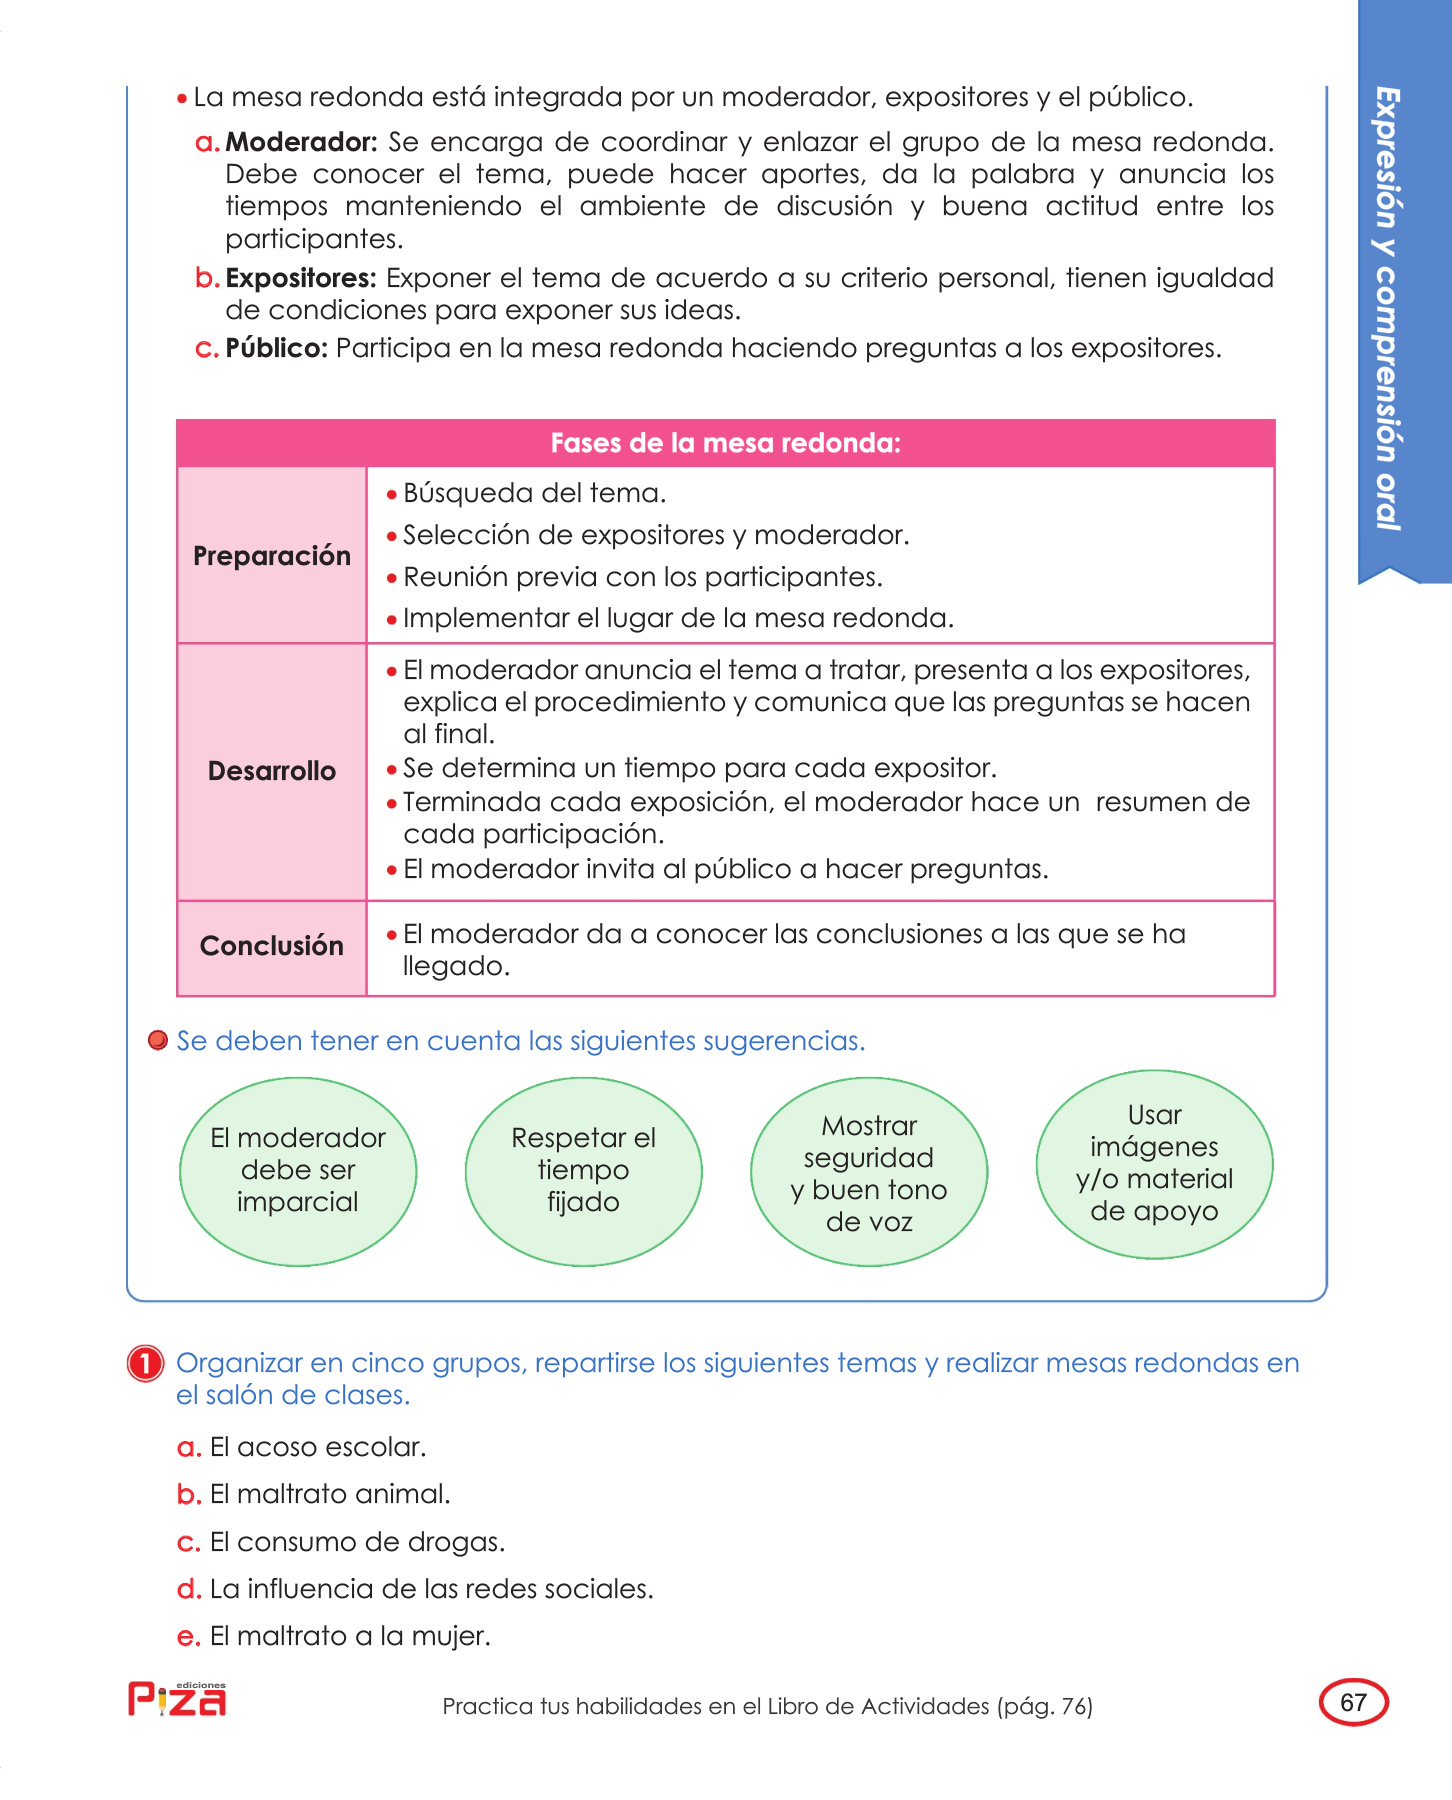 • La mesa redonda está integrada por un moderador, expositores y el público.
a. Moderador: Se encarga de coordinar y enlazar el grupo de la mesa redonda.
Debe conocer el tema, puede hacer aportes, da la palabra y anuncia los
tiempos manteniendo el ambiente de discusión y buena actitud entre los
participantes.
b. Expositores: Exponer el tema de acuerdo a su criterio personal, tienen igualdad
de condiciones para exponer sus ideas.
c. Público: Participa en la mesa redonda haciendo preguntas a los expositores.
Expresión y comprensión oral
Fases de la mesa redonda:
Preparación
• Búsqueda del tema.
• Selección de expositores y moderador.
• Reunión previa con los participantes.
• Implementar el lugar de la mesa redonda.
Desarrollo
• El moderador anuncia el tema a tratar, presenta a los expositores,
explica el procedimiento y comunica que las preguntas se hacen
al final.
• Se determina un tiempo para cada expositor.
• Terminada cada exposición, el moderador hace un resumen de
cada participación.
• El moderador invita al público a hacer preguntas.
Conclusión
• El moderador da a conocer las conclusiones a las que se ha
llegado.
Se deben tener en cuenta las siguientes sugerencias.
El moderador
debe ser
imparcial
Respetar el
tiempo
fijado
Mostrar
seguridad
y buen tono
de voz
Usar
imágenes
y/o material
de apoyo
1 Organizar en cinco grupos, repartirse los siguientes temas y realizar mesas redondas en
el salón de clases.
a. El acoso escolar.
b. El maltrato animal.
c. El consumo de drogas.
d. La influencia de las redes sociales.
e. El maltrato a la mujer.
ediciones
Piza
Practica tus habilidades en el Libro de Actividades (pág. 76)
67